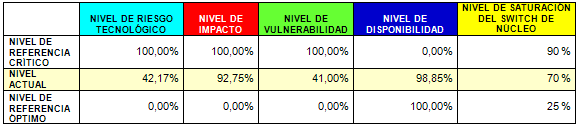 NIVEL DE RIESGO TECNOLÓGICO
NIVEL DE IMPACTO
NIVEL DE VULNERABILIDAD
NIVEL DE DISPONIBILIDAD
NIVEL DE SATURACIÓN DEL SWITCH DE NÚCLEO
NIVEL DE REFERENCIA CRÌTICO 100,00% 100,00% 100,00% 0,00% 90 %
NIVEL ACTUAL 42,17% 92,75% 41,00% 98,85% 70 %
NIVEL DE REFERENCIA ÒPTIMO 0,00% 0,00% 0,00% 100,00% 25 %